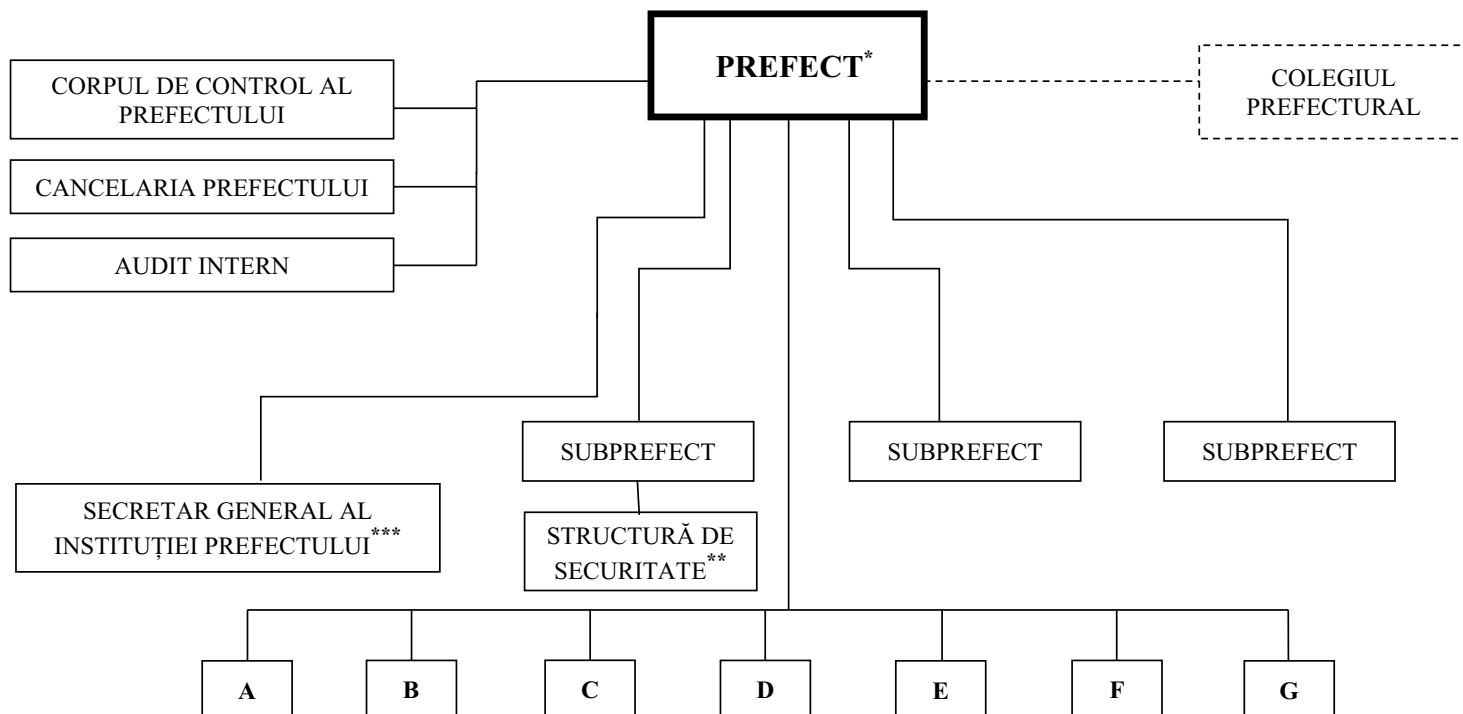 PREFECT*
CORPUL DE CONTROL AL
PREFECTULUI
COLEGIUL
PREFECTURAL
CANCELARIA PREFECTULUI
AUDIT INTERN
SUBPREFECT
SUBPREFECT
SUBPREFECT
SECRETAR GENERAL AL
INSTITUȚIEI PREFECTULUI***
STRUCTURĂ DE
SECURITATE**
A
B
C
D
E
F
G